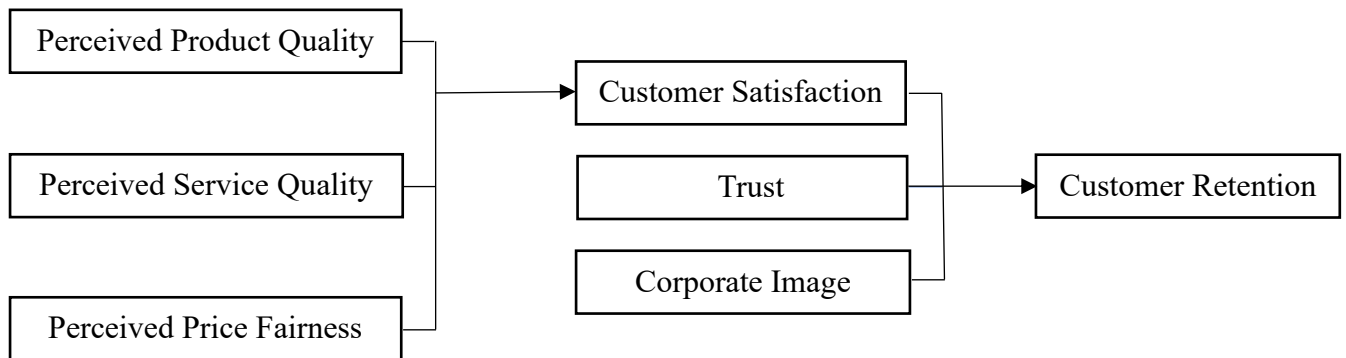 Perceived Product Quality
Perceived Service Quality
Perceived Price Fairness
Customer Satisfaction
Trust
Corporate Image
Customer Retention